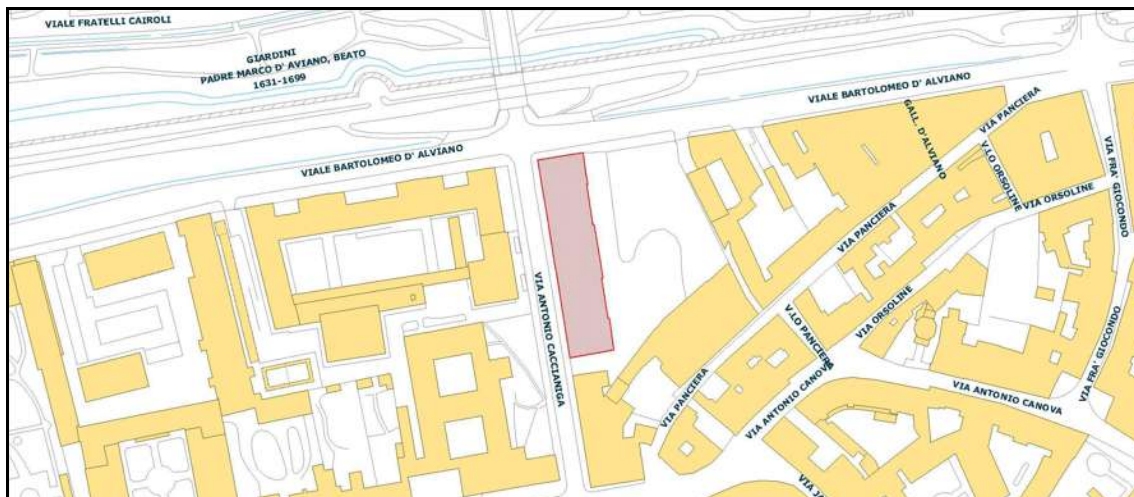 VIALE FRATELLI CAIROLI
GIARDINI
PADRE MARCO D' AVIANO, BEATO
1631-1699
VIALE BARTOLOMEO D' ALVIANO
VIALE BARTOLOMEO D' ALVIANO
GALL. D'ALVIANO
VIA PANCIERA
V.LO ORSOLINE
VIA ORSOLINE
VIA FRA' GIOCONDO
VIA PANCIERA
VIA ANTONIO CACCIANIGA
V.LO PANCIERA
VIA ORSOLINE
VIA PANCIERA
VIA ANTONIO CANOVA
VIA ANTONIO CANOVA
VIA FRA' GIOCONDO